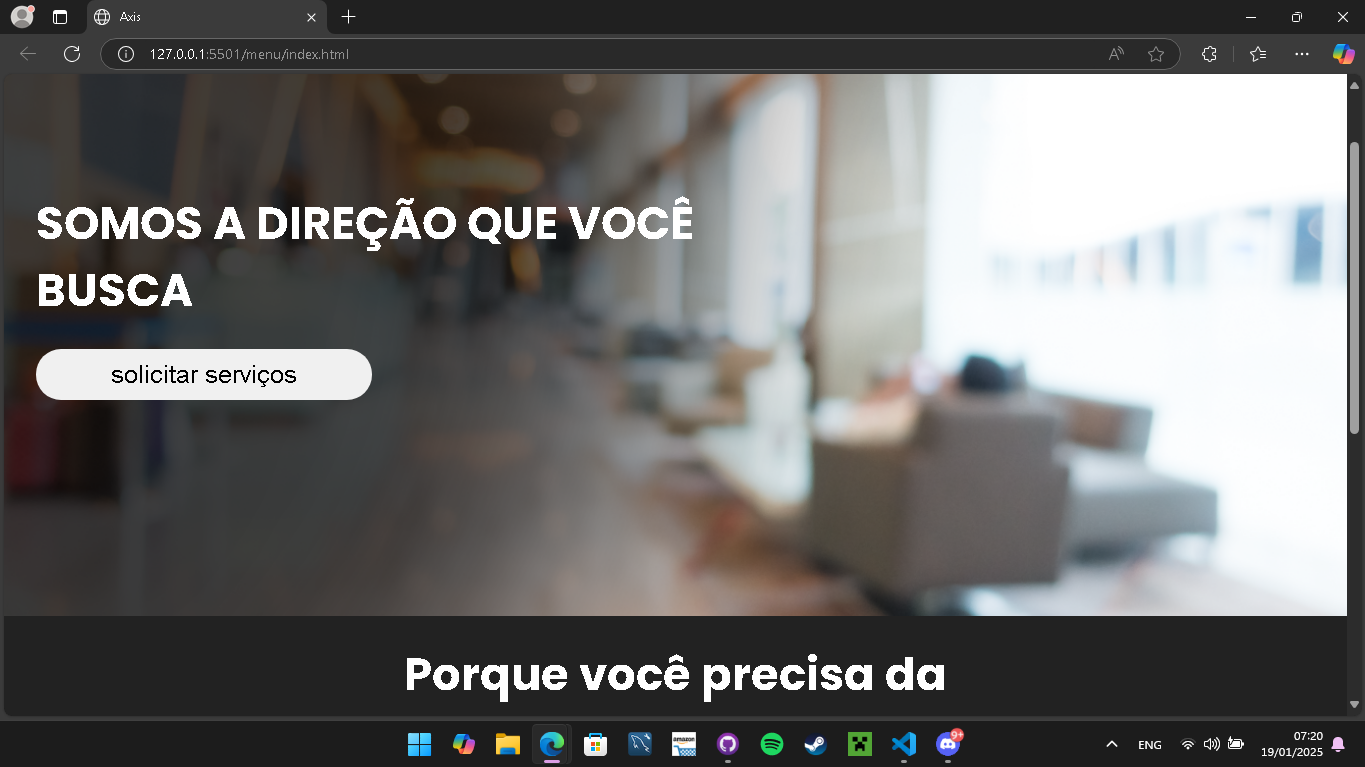 Axis
127.0.0.1:5501/menu/index.html
SOMOS A DIREÇÃO QUE VOCÊ
BUSCA
solicitar serviços
Porque você precisa da
amazon
9+
ENG
07:20
19/01/2025